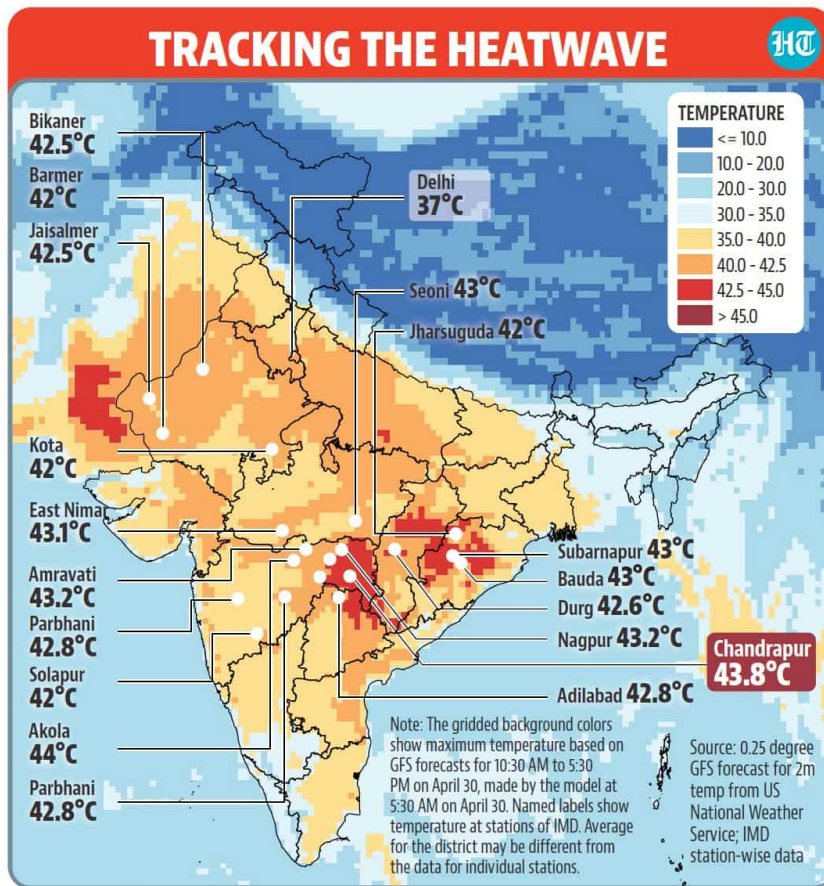 TRACKING THE HEATWAVE
HT
Bikaner
42.5°C
Barmer
42°C
Jaisalmer
42.5°C
Kota
42°C
East Nimar
43.1°C
Amravati
43.2°C
Parbhani
42.8°C
Solapur
42°C
Akola
44°C
Parbhani
42.8°C
Delhi
37°C
Seoni 43°C
Jharsuguda 42°C
TEMPERATURE
<= 10.0
10.0 - 20.0
20.0 - 30.0
30.0 - 35.0
35.0 - 40.0
40.0 - 42.5
42.5 - 45.0
> 45.0
Subarnapur 43°C
Bauda 43°C
Durg 42.6°C
Nagpur 43.2°C
Chandrapur
43.8°C
Adilabad 42.8°C
Note: The gridded background colors
show maximum temperature based on
GFS forecasts for 10:30 AM to 5:30
PM on April 30, made by the model at
5:30 AM on April 30. Named labels show
temperature at stations of IMD. Average
for the district may be different from
the data for individual stations.
Source: 0.25 degree
GFS forecast for 2m
temp from US
National Weather
Service; IMD
station-wise data